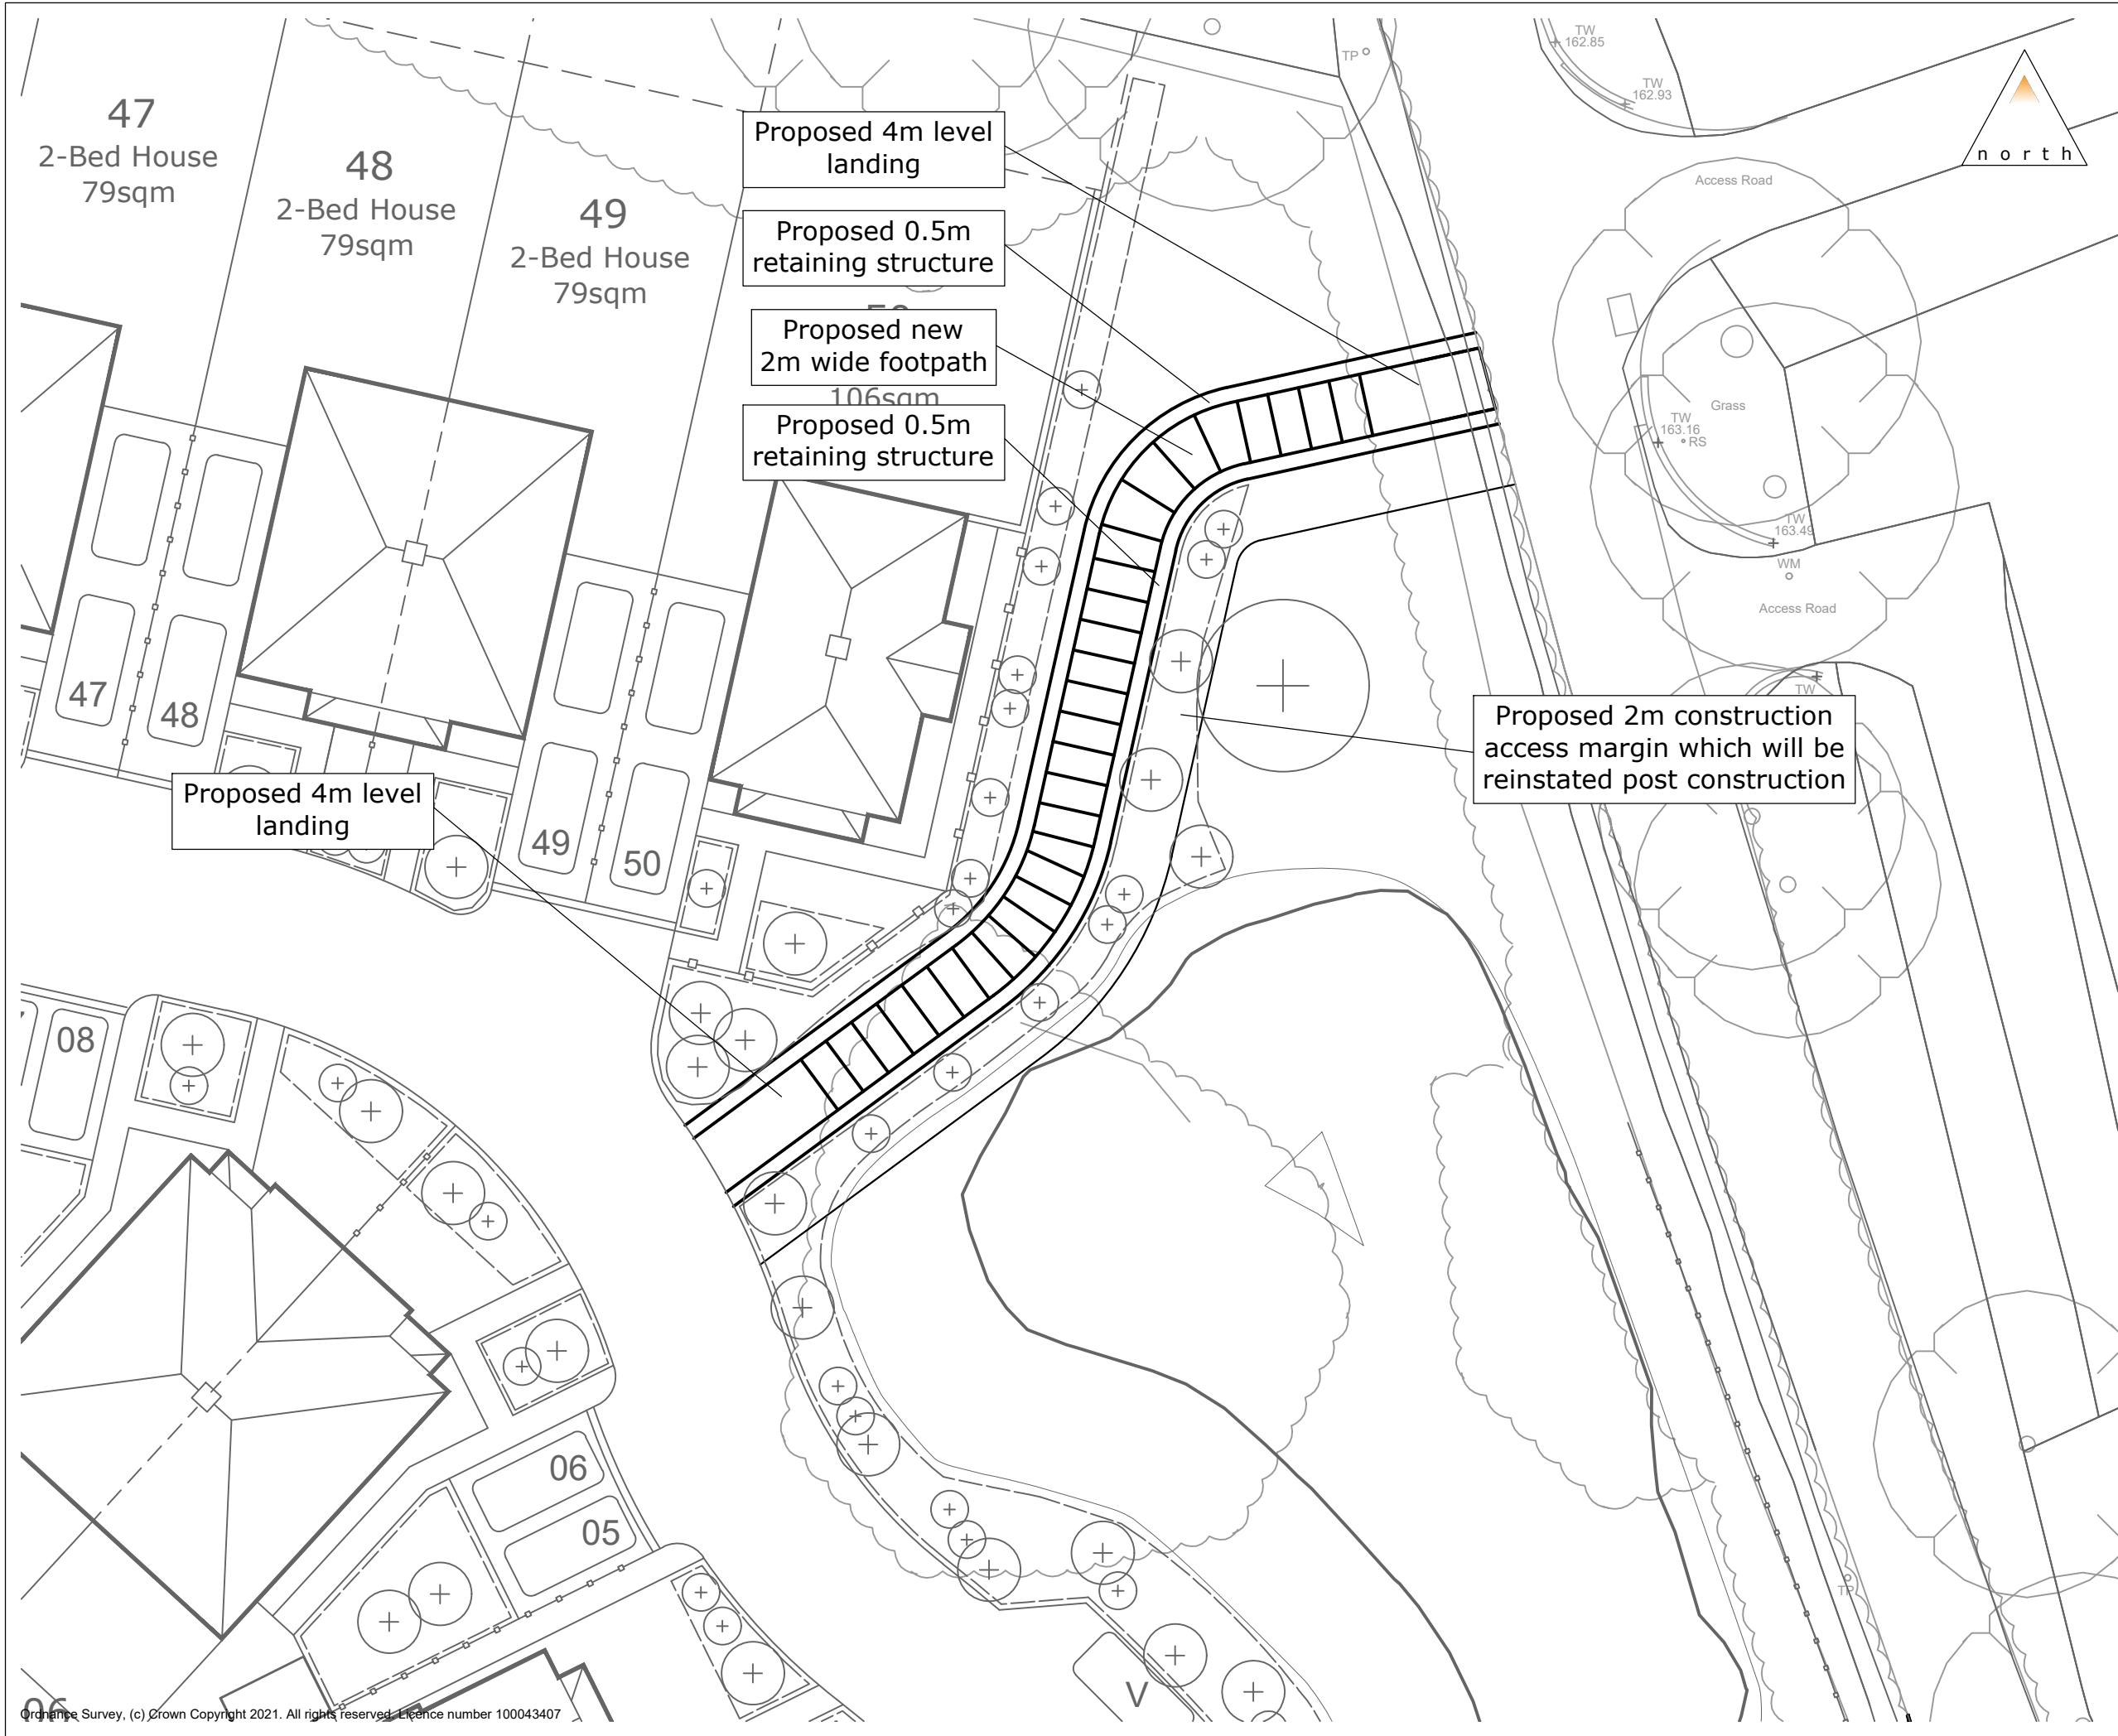 TW
162.85
TP
TW
162.93
north
47
2-Bed House
79sqm
48
2-Bed House
79sqm
49
2-Bed House
79sqm
Proposed 4m level
landing
Proposed 0.5m
retaining structure
Proposed new
2m wide footpath
106sqm
Proposed 0.5m
retaining structure
Access Road
Grass
TW
163.16
RS
TW
163.49
WM
Access Road
TW
Proposed 2m construction
access margin which will be
reinstated post construction
47
48
Proposed 4m level
landing
49
50
08
06
05
TP
V
06
Ordnance Survey, (c) Crown Copyright 2021. All rights reserved. Licence number 100043407